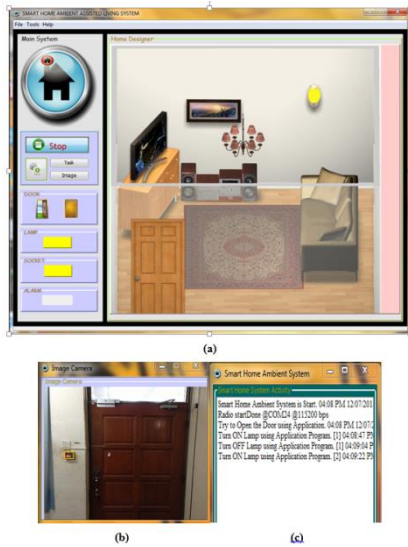 SMART HOME AMBIENT ASSISTED LIVING SYSTEM
File Tools Help
Main System
Home Designer
Stop
Task
Image
DOOR
LAMP
SOCKET
ALARM
(a)
Image Camera
Image Camera
(b)
Smart Home Ambient System
Smart Home System Activity
Smart Home Ambient System is Start. 04:08 PM 12:07:201
Radio startDone @COM24 @115200 bps
Try to Open the Door using Application. 04:08 PM 12:07:2
Turn ON Lamp using Application Program. [1] 04:08:47 P
Turn OFF Lamp using Application Program. [1] 04:09:04 P
Turn ON Lamp using Application Program. [2] 04:09:22 P
(c)